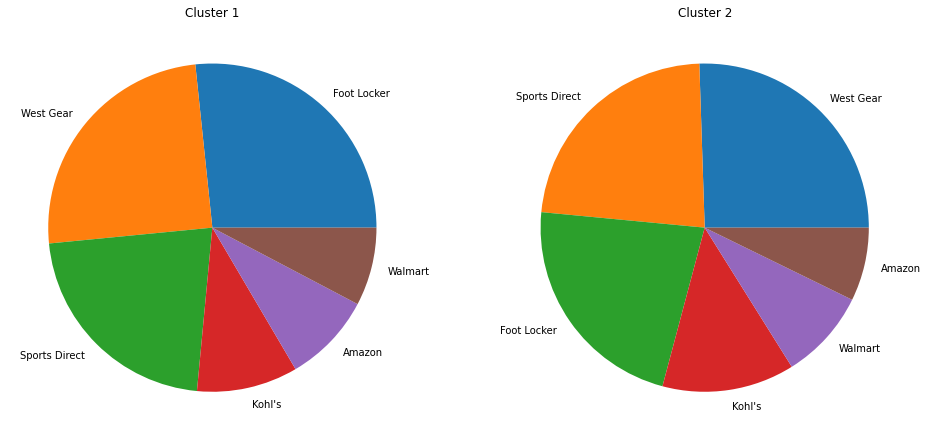 Cluster 1
Foot Locker
West Gear
Sports Direct
Kohl's
Amazon
Walmart
Cluster 2
West Gear
Sports Direct
Foot Locker
Kohl's
Walmart
Amazon